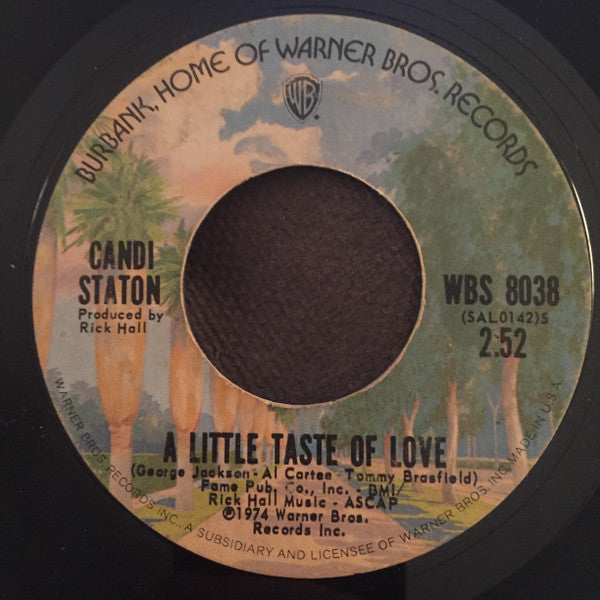 BURBANK, HOME OF WARNER BROS. RECORDS
WB
CANDI
STATON
Produced by
Rick Hall
WBS 8038
(SAL0142)S
2:52
A LITTLE TASTE OF LOVE
(George Jackson - Al Cartee - Tommy Brasfield)
Fame Pub. Co., Inc. - BMI/
Rick Hall Music - ASCAP
℗1974 Warner Bros.
Records Inc.
WARNER BROS. RECORDS INC. A SUBSIDIARY AND LICENSEE OF WARNER BROS. INC. MADE IN U.S.A.